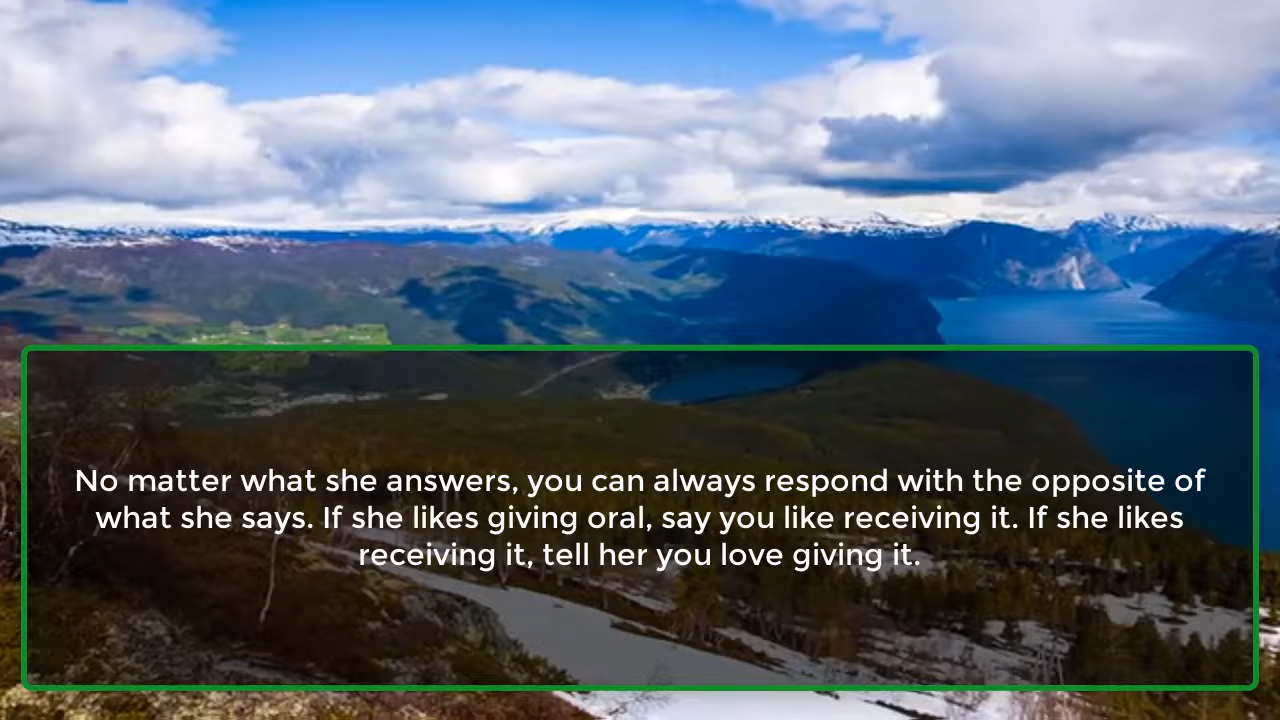 No matter what she answers, you can always respond with the opposite of
what she says. If she likes giving oral, say you like receiving it. If she likes
receiving it, tell her you love giving it.